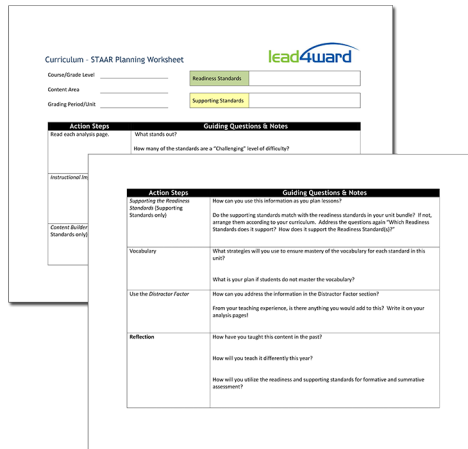 lead4ward
Curriculum – STAAR Planning Worksheet
Course/Grade Level
Readiness Standards
Content Area
Supporting Standards
Grading Period/Unit
Action Steps Guiding Questions & Notes
Read each analysis page. What stands out?
How many of the standards are a “Challenging” level of difficulty?
Instructional Im
Content Builder
Standards only)
Action Steps Guiding Questions & Notes
Supporting the Readiness How can you use this information as you plan lessons?
Standards (Supporting
Standards only) Do the supporting standards match with the readiness standards in your unit bundle? If not,
arrange them according to your curriculum. Address the questions again “Which Readiness
Standards does it support? How does it support the Readiness Standard(s)?”
Vocabulary What strategies will you use to ensure mastery of the vocabulary for each standard in this
unit?
What is your plan if students do not master the vocabulary?
Use the Distractor Factor How can you address the information in the Distractor Factor section?
From your teaching experience, is there anything you would add to this? Write it on your
analysis pages!
Reflection How have you taught this content in the past?
How will you teach it differently this year?
How will you utilize the readiness and supporting standards for formative and summative
assessment?